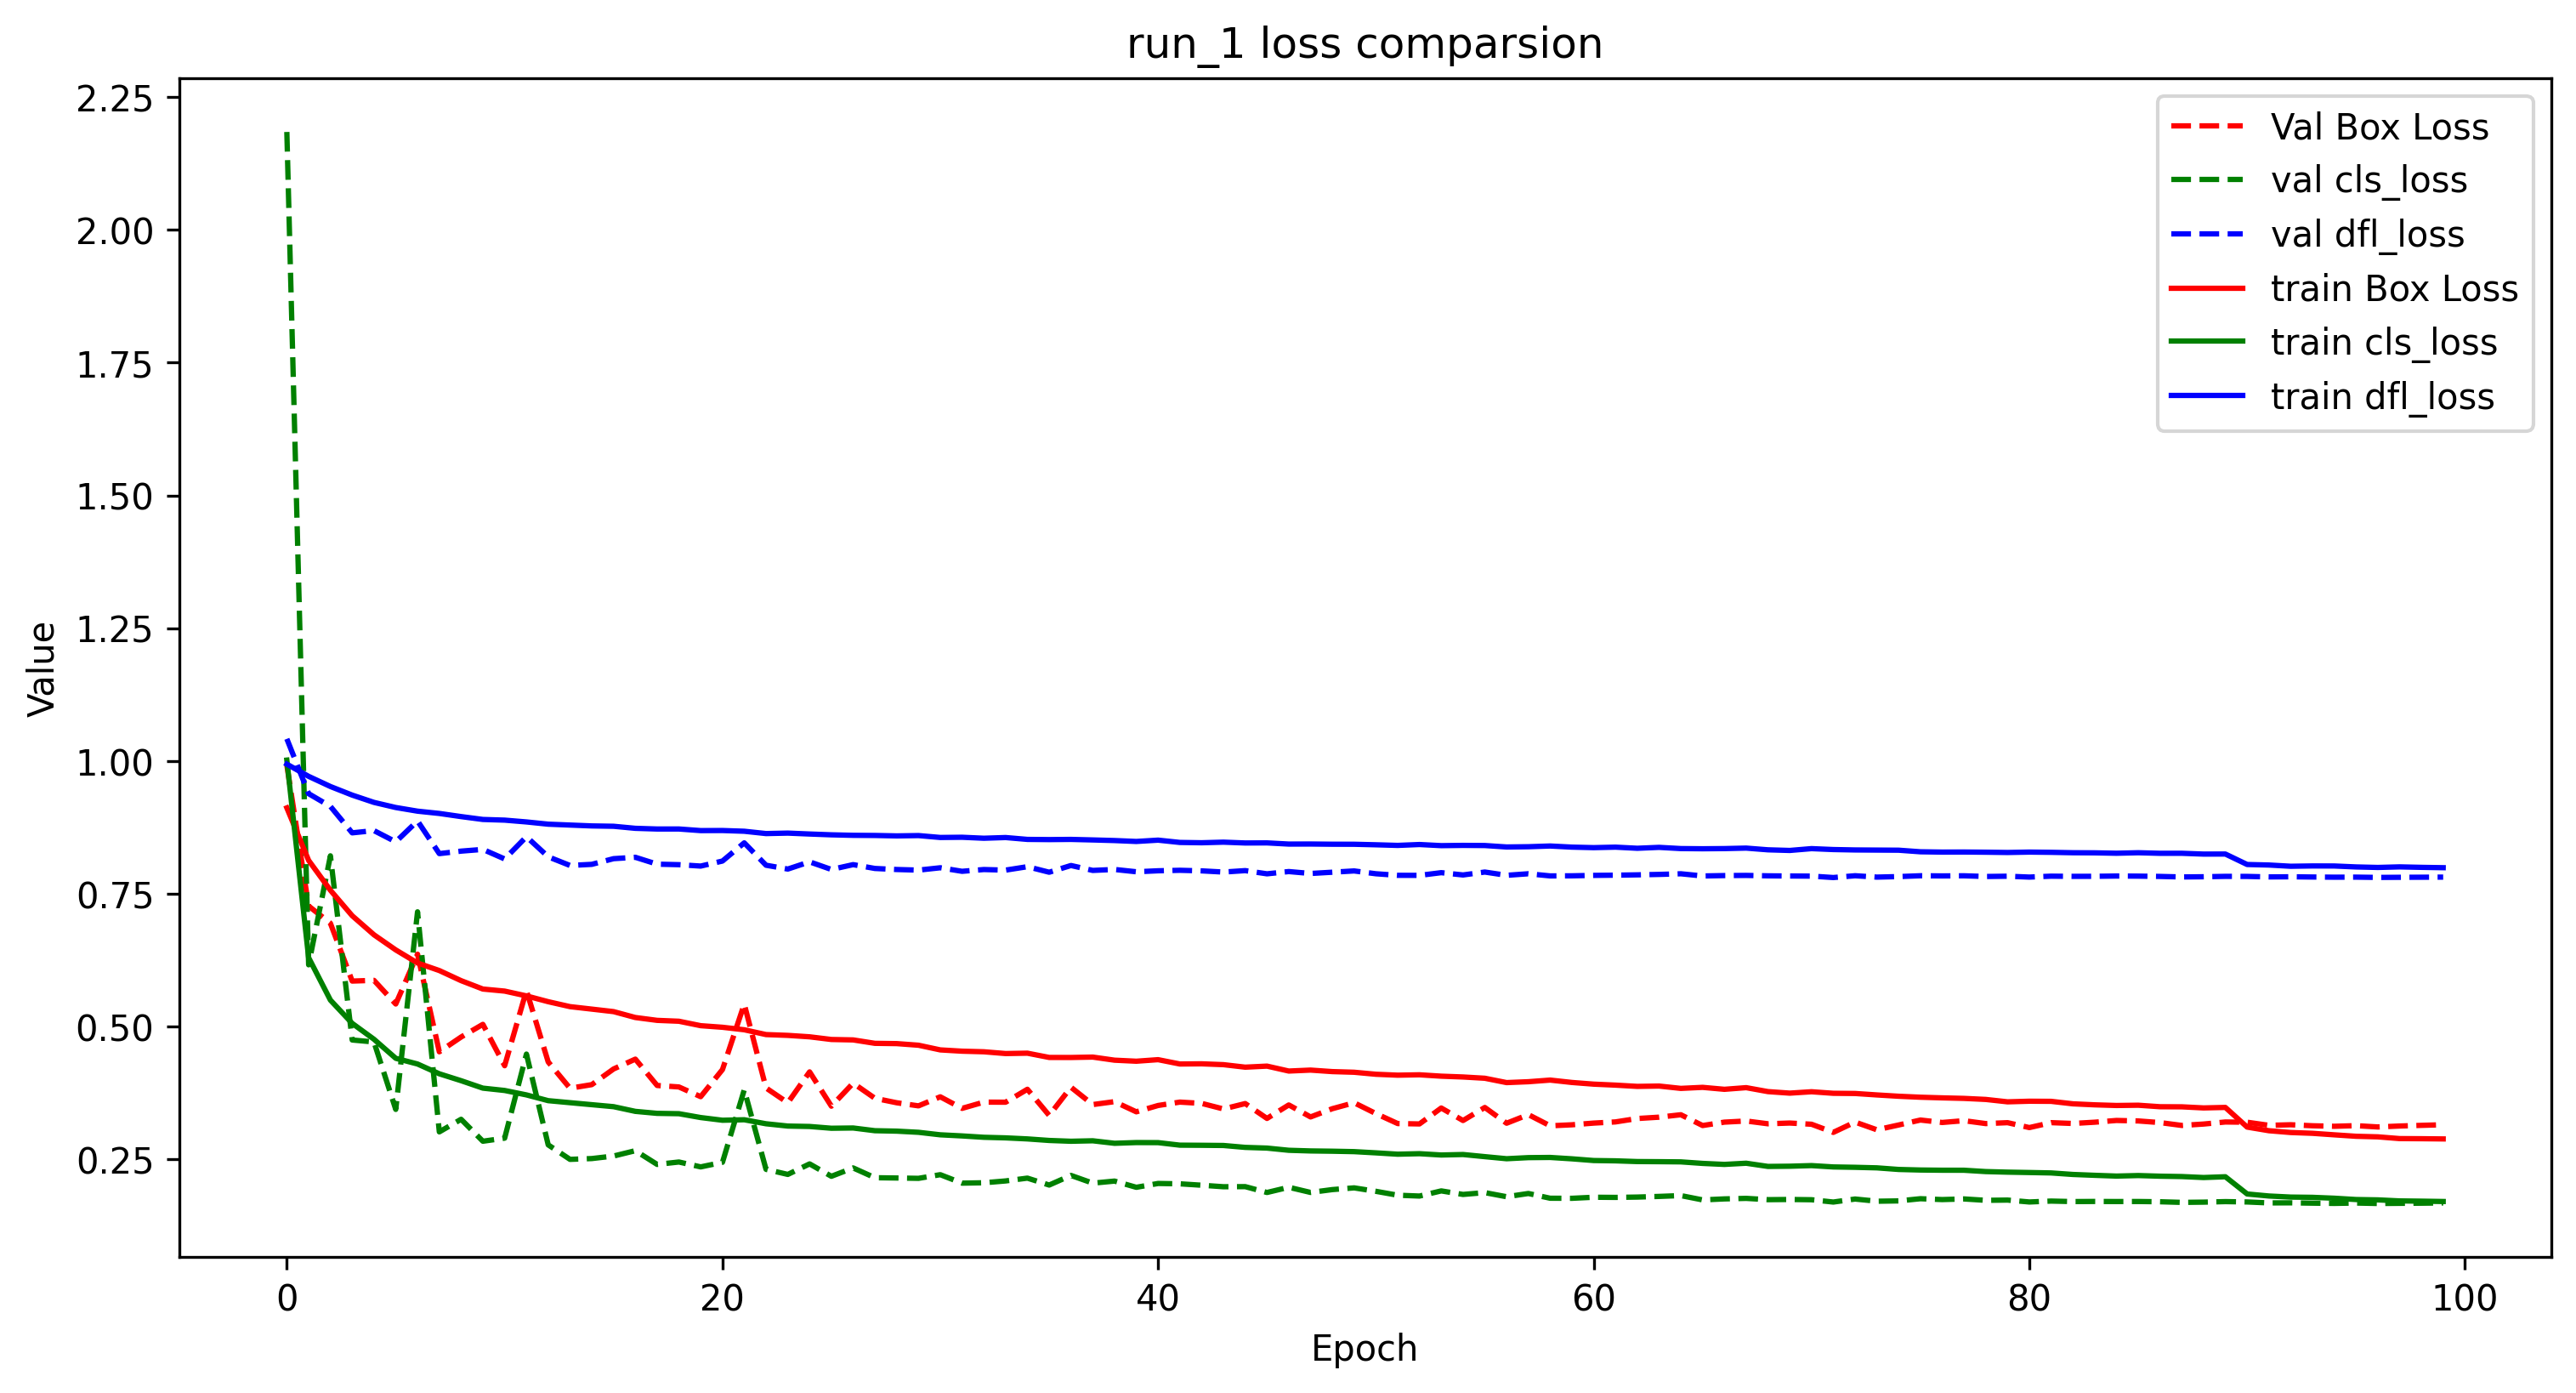 run_1 loss comparsion
2.25
2.00
1.75
1.50
1.25
1.00
0.75
0.50
0.25
Value
Val Box Loss
val cls_loss
val dfl_loss
train Box Loss
train cls_loss
train dfl_loss
0 20 40 60 80 100
Epoch